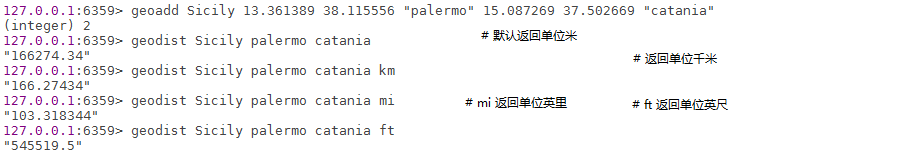 127.0.0.1:6359> geoadd Sicily 13.361389 38.115556 "palermo" 15.087269 37.502669 "catania"
(integer) 2
127.0.0.1:6359> geodist Sicily palermo catania # 默认返回单位米
"166274.34" # 返回单位千米
127.0.0.1:6359> geodist Sicily palermo catania km
"166.27434"
127.0.0.1:6359> geodist Sicily palermo catania mi # mi 返回单位英里 # ft 返回单位英尺
"103.318344"
127.0.0.1:6359> geodist Sicily palermo catania ft
"545519.5"